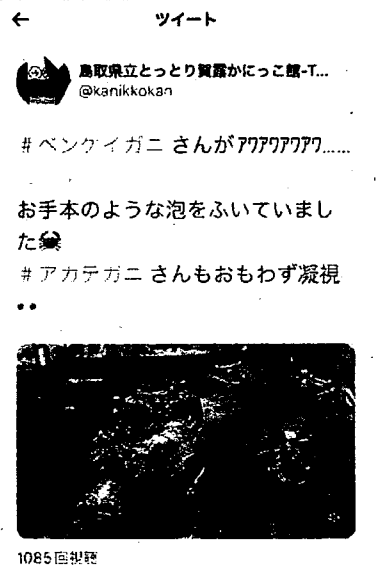 ツイート
鳥取県立とっとり賀露かにっこ館-T...
@kanikkokan
#ベンケイガニ さんがｱﾜｱﾜｱﾜｱﾜ……
お手本のような泡をふいていまし
た🦀
#アカテガニ さんもおもわず凝視
👀
1085回視聴